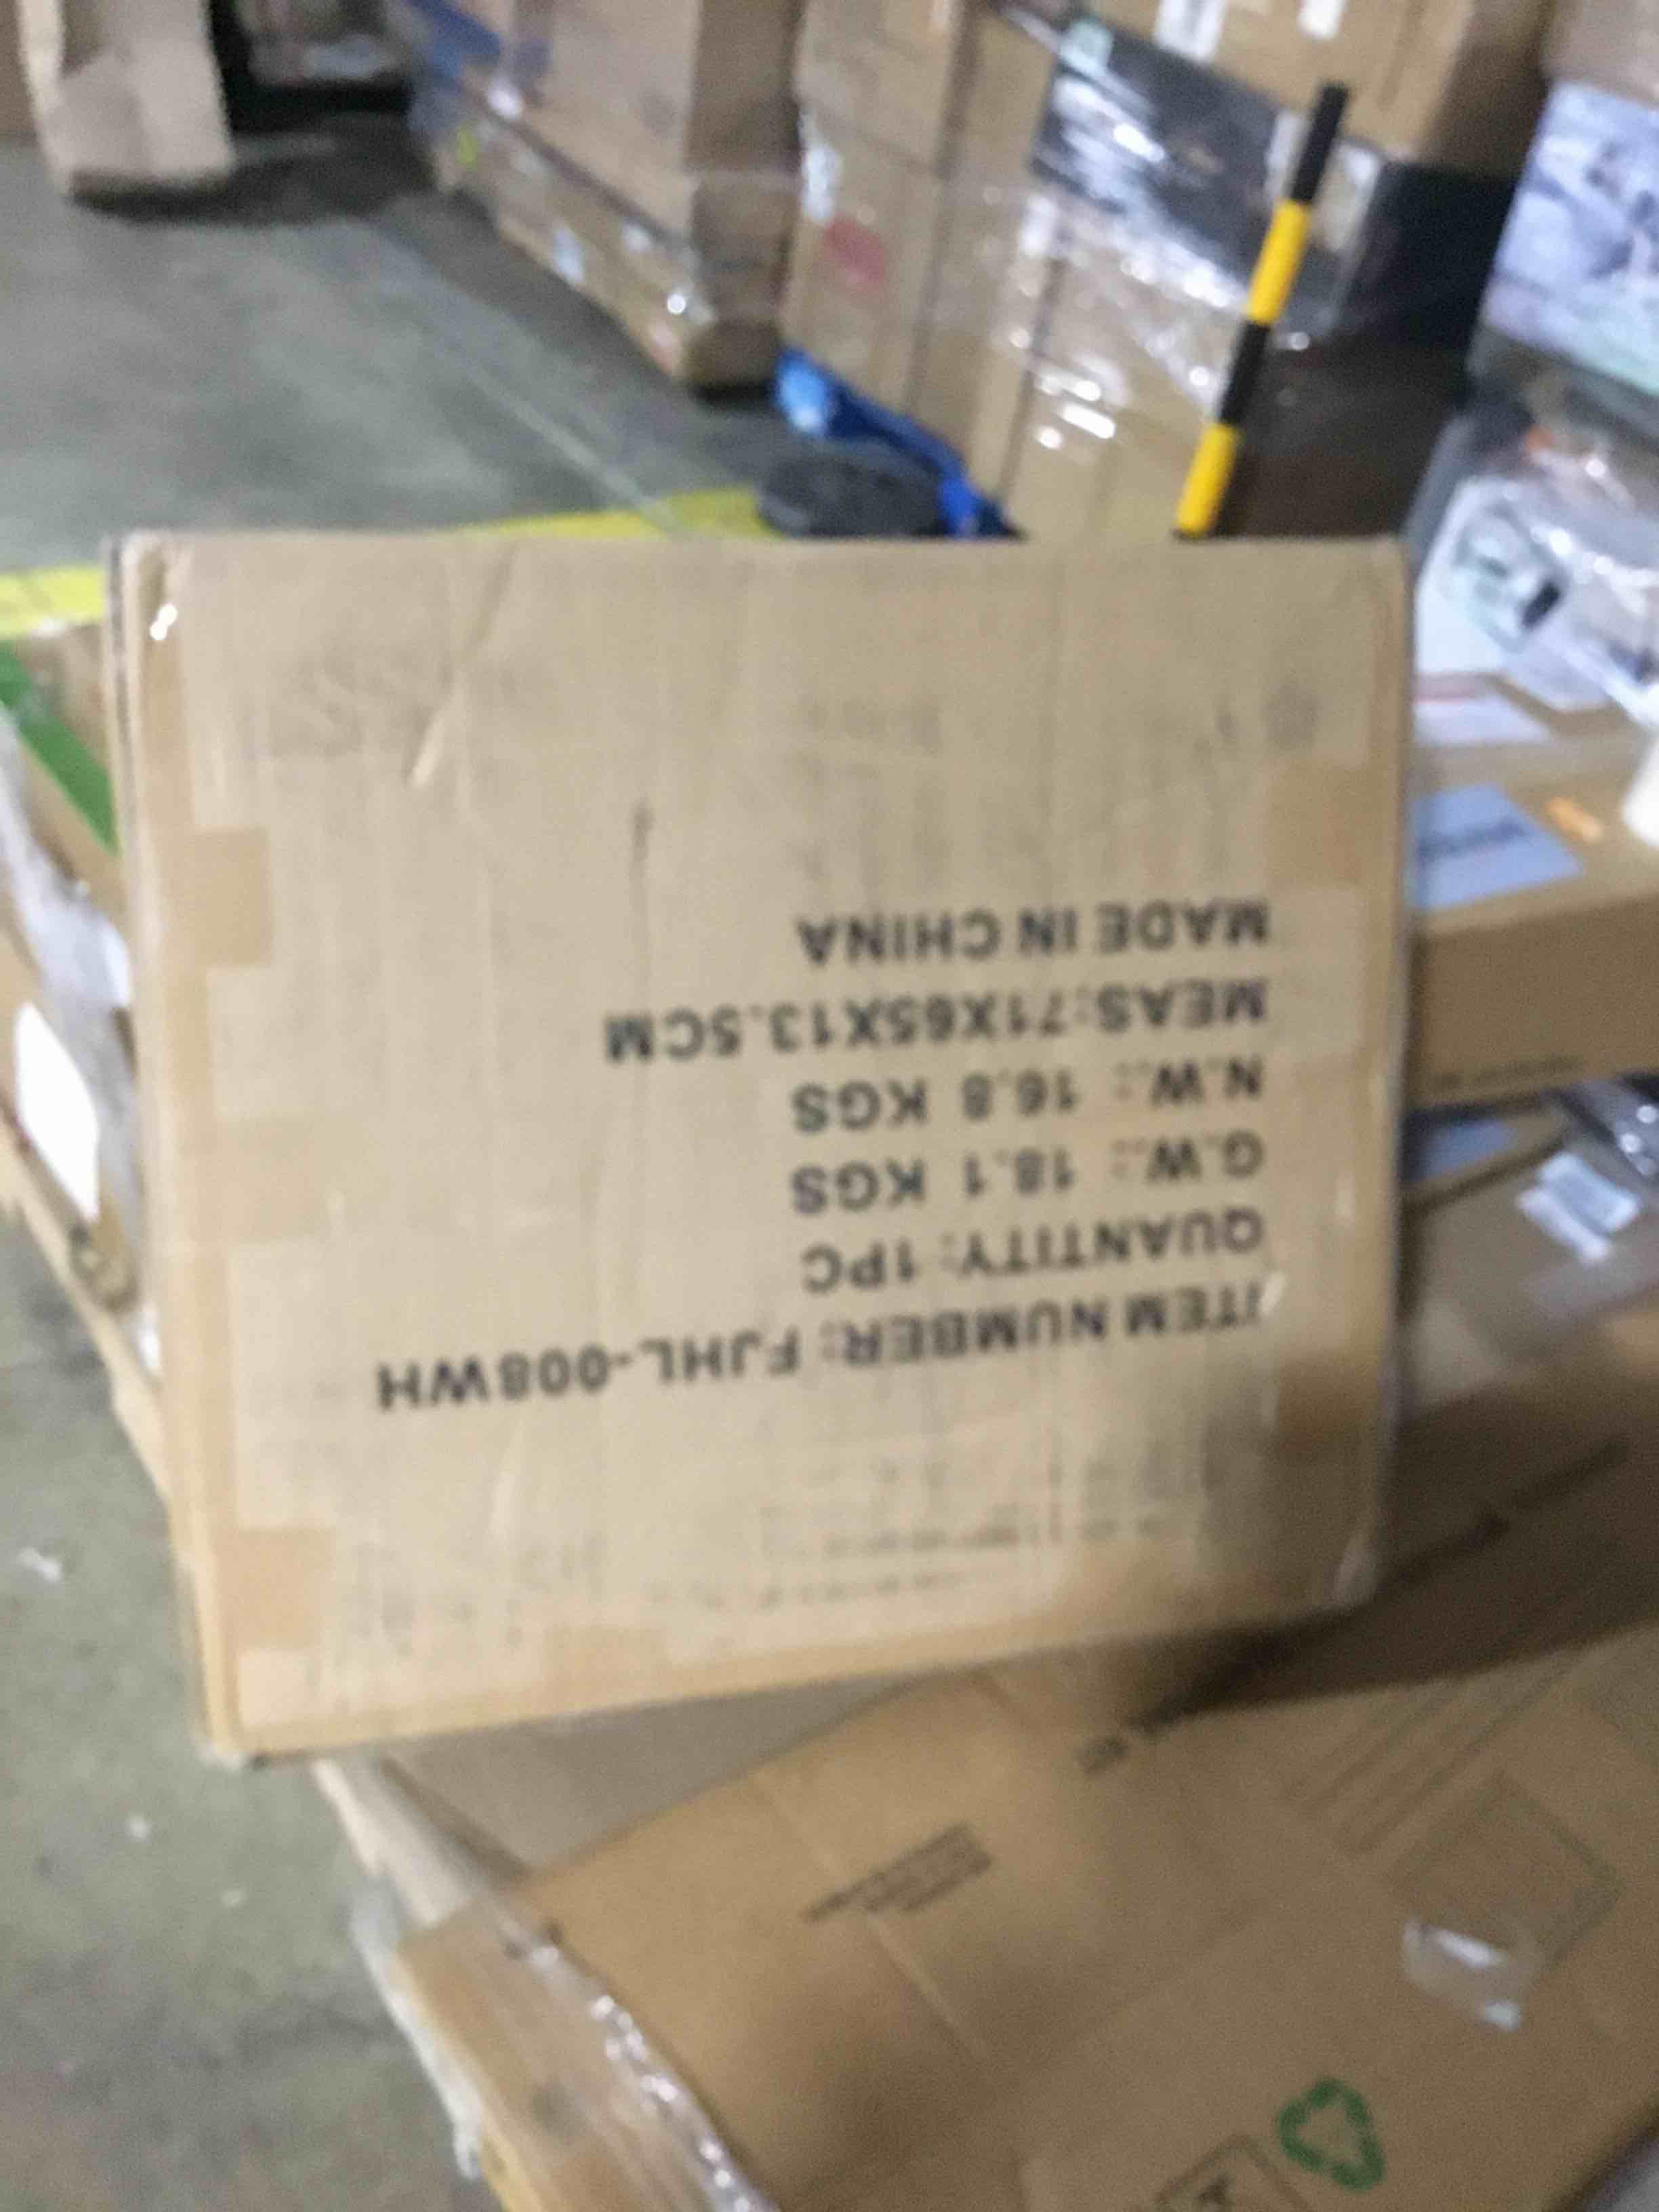 ITEM NUMBER: FJHL-008WH
QUANTITY: 1PC
G.W.: 18.1 KGS
N.W.: 16.8 KGS
MEAS:71X65X13.5CM
MADE IN CHINA